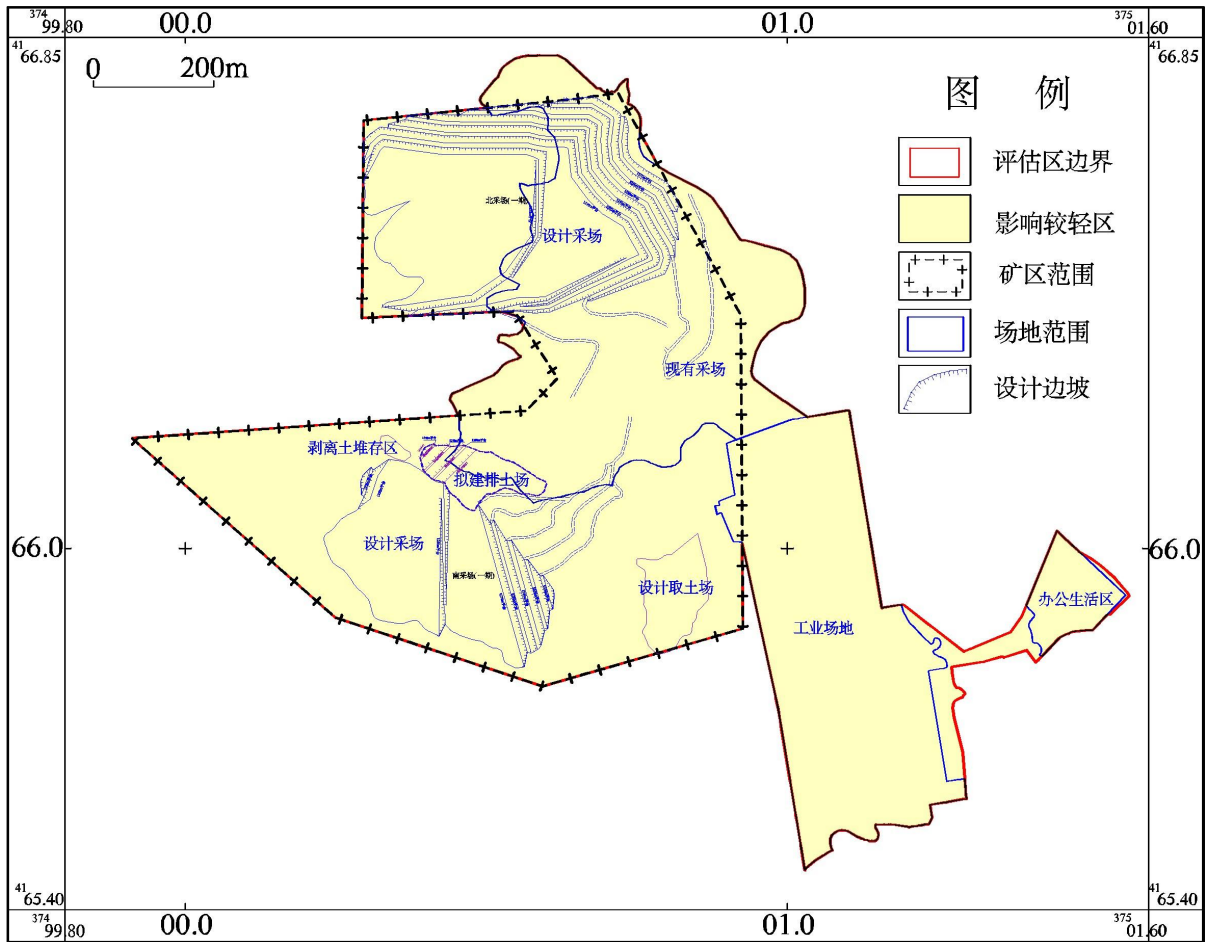 374
99.80
00.0
01.0
375
01.60
41
66.85
41
66.85
0
200m
图 例
评估区边界
影响较轻区
矿区范围
场地范围
设计边坡
北采场(一期)
设计采场
现有采场
剥离土堆存区
拟建排土场
设计采场
南采场(一期)
设计取土场
工业场地
办公生活区
66.0
66.0
41
65.40
41
65.40
374
99.80
00.0
01.0
375
01.60